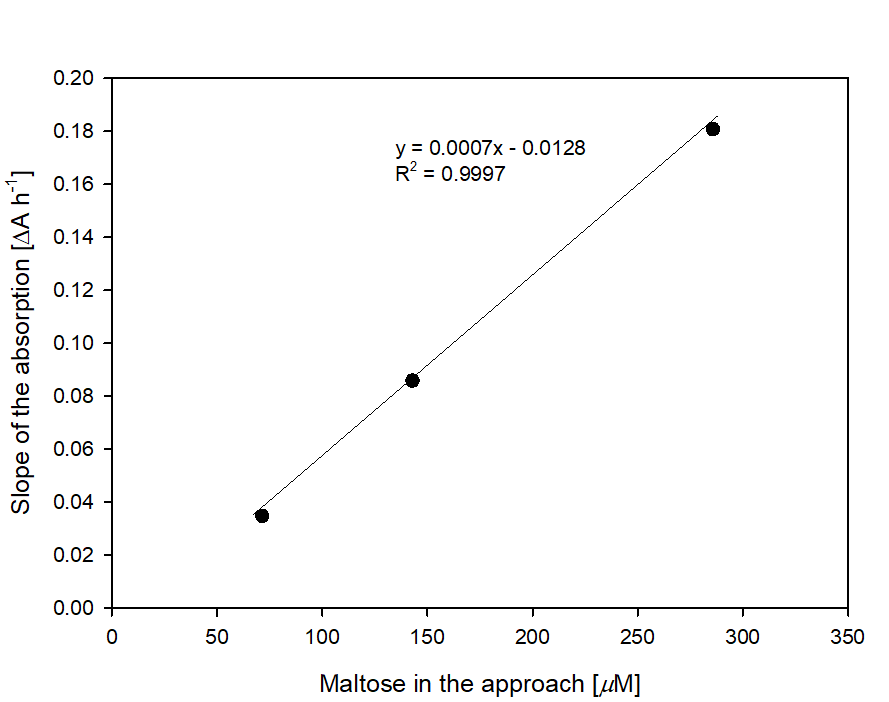 y = 0.0007x - 0.0128
R² = 0.9997
Slope of the absorption [ΔA h⁻¹]
0.20
0.18
0.16
0.14
0.12
0.10
0.08
0.06
0.04
0.02
0.00
0 50 100 150 200 250 300 350
Maltose in the approach [μM]